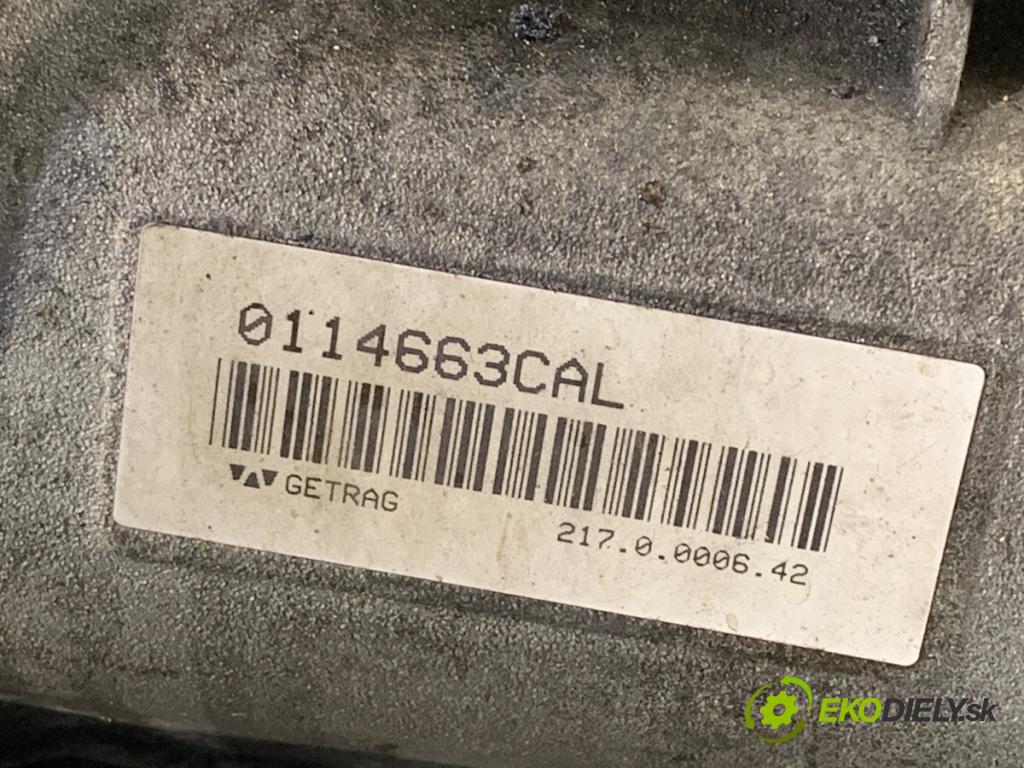 0114663CAL
GETRAG
217.0.0006.42
EKODIELY.sk